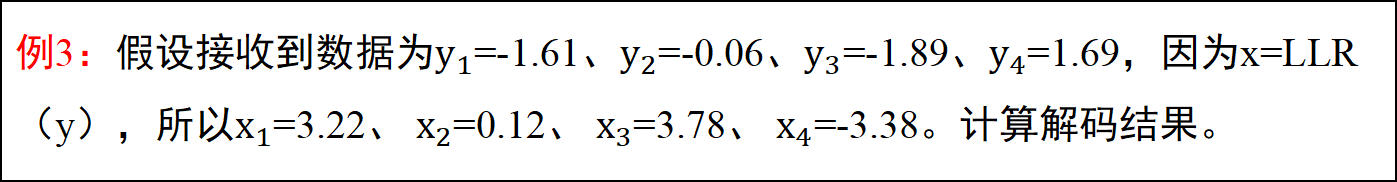 例3：假设接收到数据为y₁=-1.61、y₂=-0.06、y₃=-1.89、y₄=1.69，因为x=LLR
（y），所以x₁=3.22、 x₂=0.12、 x₃=3.78、 x₄=-3.38。计算解码结果。